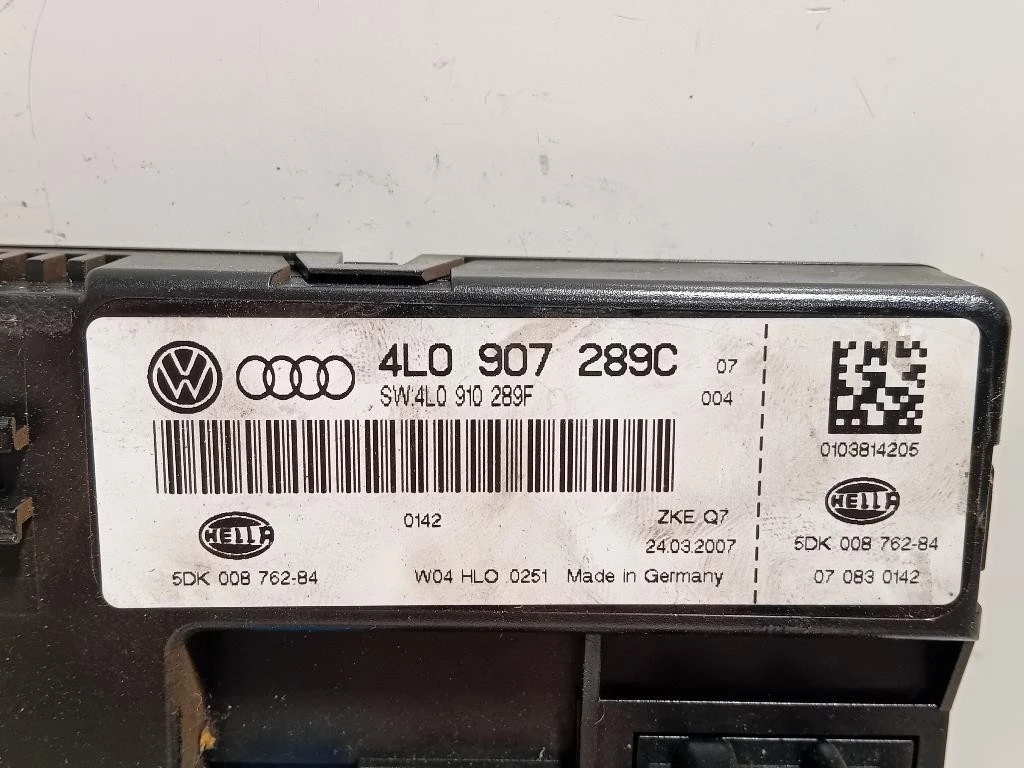 4L0 907 289C 07
SW:4L0 910 289F 004
0142 ZKE Q7
24.03.2007
HELLA
5DK 008 762-84
W04 HLO 0251 Made in Germany
0103814205
HELLA
5DK 008 762-84
07 083 0142